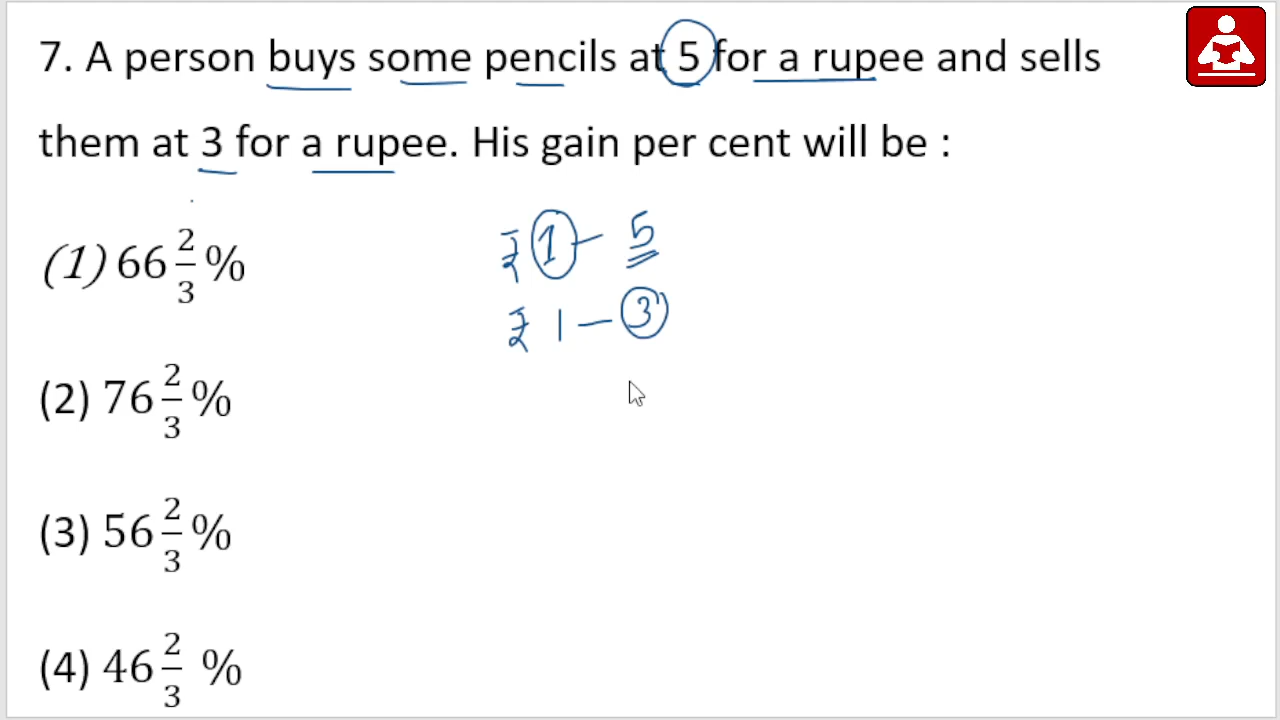 7. A person buys some pencils at 5 for a rupee and sells
them at 3 for a rupee. His gain per cent will be :
(1) 66 2/3 %
₹ 1 - 5
₹ 1 - 3
(2) 76 2/3 %
(3) 56 2/3 %
(4) 46 2/3 %